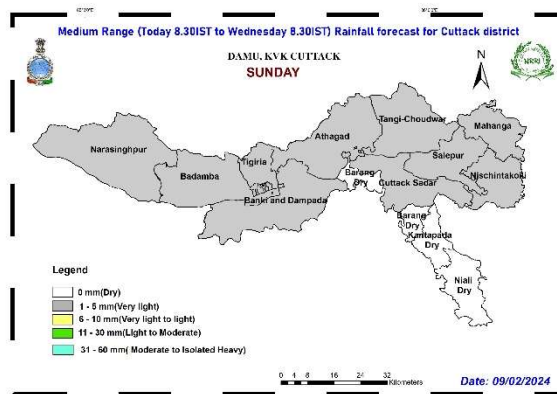 Medium Range (Today 8.30IST to Wednesday 8.30IST) Rainfall forecast for Cuttack district
DAMU, KVK CUTTACK
SUNDAY
N
NRRI
Narasinghpur
Badamba
Tigiria
Banki and Dampada
Athagad
Tangi-Choudwar
Mahanga
Salepur
Nischintakoili
Barang
Dry
Cuttack Sadar
Barang
Dry
Kantapada
Dry
Niali
Dry
Legend
0 mm(Dry)
1 - 5 mm(Very light)
6 - 10 mm(Very light to light)
11 - 30 mm(Light to Moderate)
31 - 60 mm( Moderate to Isolated Heavy)
0 4 8 16 24 32
Kilometers
Date: 09/02/2024